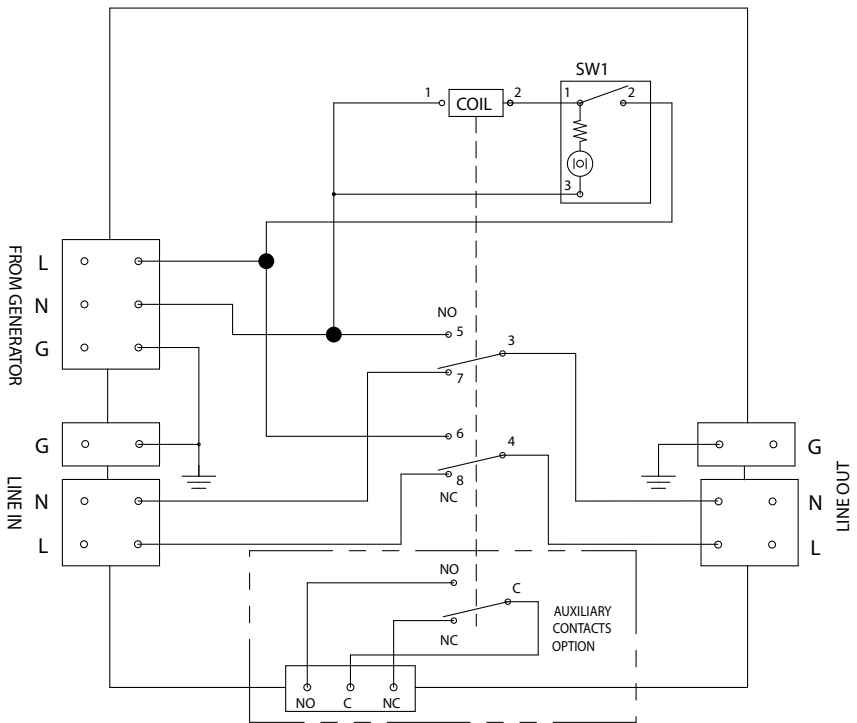 SW1
1 COIL 2 1 2
3
FROM GENERATOR
L
N
G
NO
5
3
7
G
6
4
8
NC
LINE IN
N
L
G
N
L
LINE OUT
NO
C
NC
AUXILIARY
CONTACTS
OPTION
NO C NC